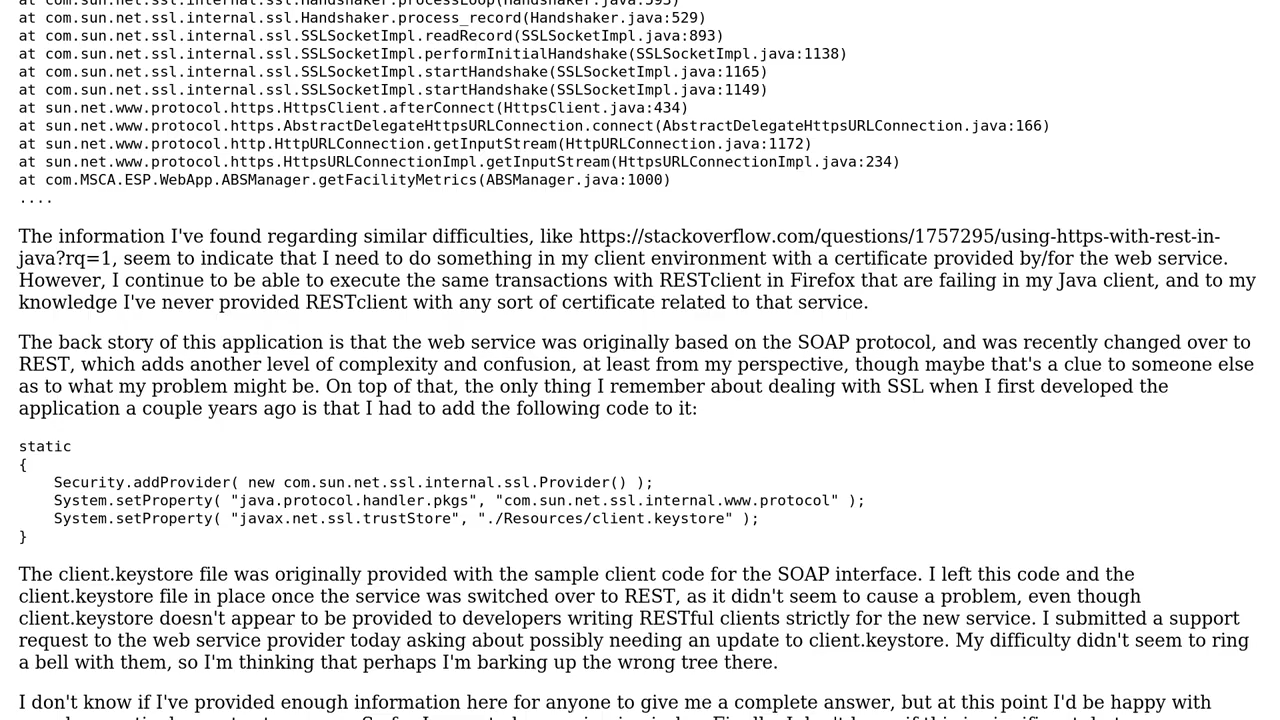 at com.sun.net.ssl.internal.ssl.Handshaker.processLoop(Handshaker.java:593)
at com.sun.net.ssl.internal.ssl.Handshaker.process_record(Handshaker.java:529)
at com.sun.net.ssl.internal.ssl.SSLSocketImpl.readRecord(SSLSocketImpl.java:893)
at com.sun.net.ssl.internal.ssl.SSLSocketImpl.performInitialHandshake(SSLSocketImpl.java:1138)
at com.sun.net.ssl.internal.ssl.SSLSocketImpl.startHandshake(SSLSocketImpl.java:1165)
at com.sun.net.ssl.internal.ssl.SSLSocketImpl.startHandshake(SSLSocketImpl.java:1149)
at sun.net.www.protocol.https.HttpsClient.afterConnect(HttpsClient.java:434)
at sun.net.www.protocol.https.AbstractDelegateHttpsURLConnection.connect(AbstractDelegateHttpsURLConnection.java:166)
at sun.net.www.protocol.http.HttpURLConnection.getInputStream(HttpURLConnection.java:1172)
at sun.net.www.protocol.https.HttpsURLConnectionImpl.getInputStream(HttpsURLConnectionImpl.java:234)
at com.MSCA.ESP.WebApp.ABSManager.getFacilityMetrics(ABSManager.java:1000)
....
The information I've found regarding similar difficulties, like https://stackoverflow.com/questions/1757295/using-https-with-rest-in-
java?rq=1, seem to indicate that I need to do something in my client environment with a certificate provided by/for the web service.
However, I continue to be able to execute the same transactions with RESTclient in Firefox that are failing in my Java client, and to my
knowledge I've never provided RESTclient with any sort of certificate related to that service.
The back story of this application is that the web service was originally based on the SOAP protocol, and was recently changed over to
REST, which adds another level of complexity and confusion, at least from my perspective, though maybe that's a clue to someone else
as to what my problem might be. On top of that, the only thing I remember about dealing with SSL when I first developed the
application a couple years ago is that I had to add the following code to it:
static
{
    Security.addProvider( new com.sun.net.ssl.internal.ssl.Provider() );
    System.setProperty( "java.protocol.handler.pkgs", "com.sun.net.ssl.internal.www.protocol" );
    System.setProperty( "javax.net.ssl.trustStore", "./Resources/client.keystore" );
}
The client.keystore file was originally provided with the sample client code for the SOAP interface. I left this code and the
client.keystore file in place once the service was switched over to REST, as it didn't seem to cause a problem, even though
client.keystore doesn't appear to be provided to developers writing RESTful clients strictly for the new service. I submitted a support
request to the web service provider today asking about possibly needing an update to client.keystore. My difficulty didn't seem to ring
a bell with them, so I'm thinking that perhaps I'm barking up the wrong tree there.
I don't know if I've provided enough information here for anyone to give me a complete answer, but at this point I'd be happy with